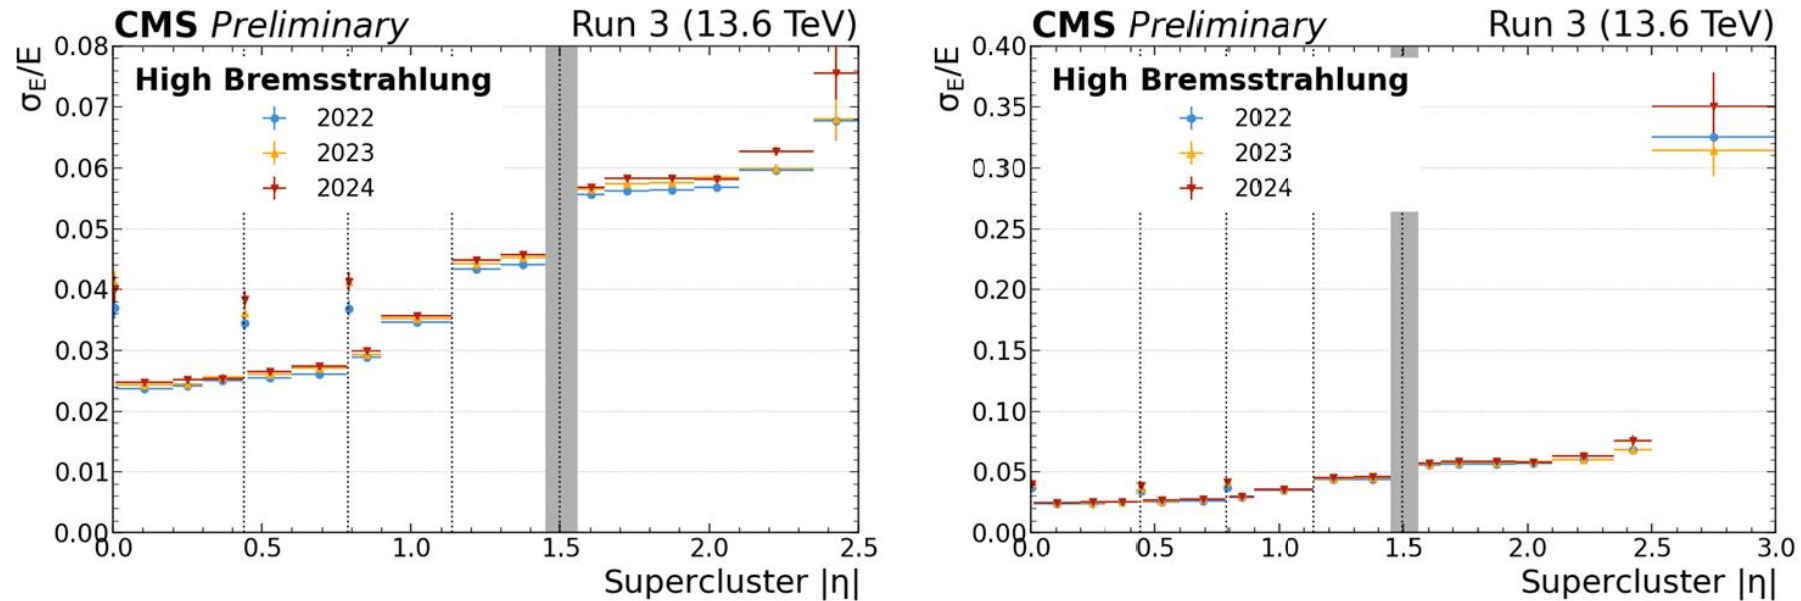 CMS Preliminary Run 3 (13.6 TeV)
σE/E
High Bremsstrahlung
2022
2023
2024
0.08
0.07
0.06
0.05
0.04
0.03
0.02
0.01
0.00
0.0 0.5 1.0 1.5 2.0 2.5
Supercluster |η|
CMS Preliminary Run 3 (13.6 TeV)
σE/E
High Bremsstrahlung
2022
2023
2024
0.40
0.35
0.30
0.25
0.20
0.15
0.10
0.05
0.00
0.0 0.5 1.0 1.5 2.0 2.5 3.0
Supercluster |η|